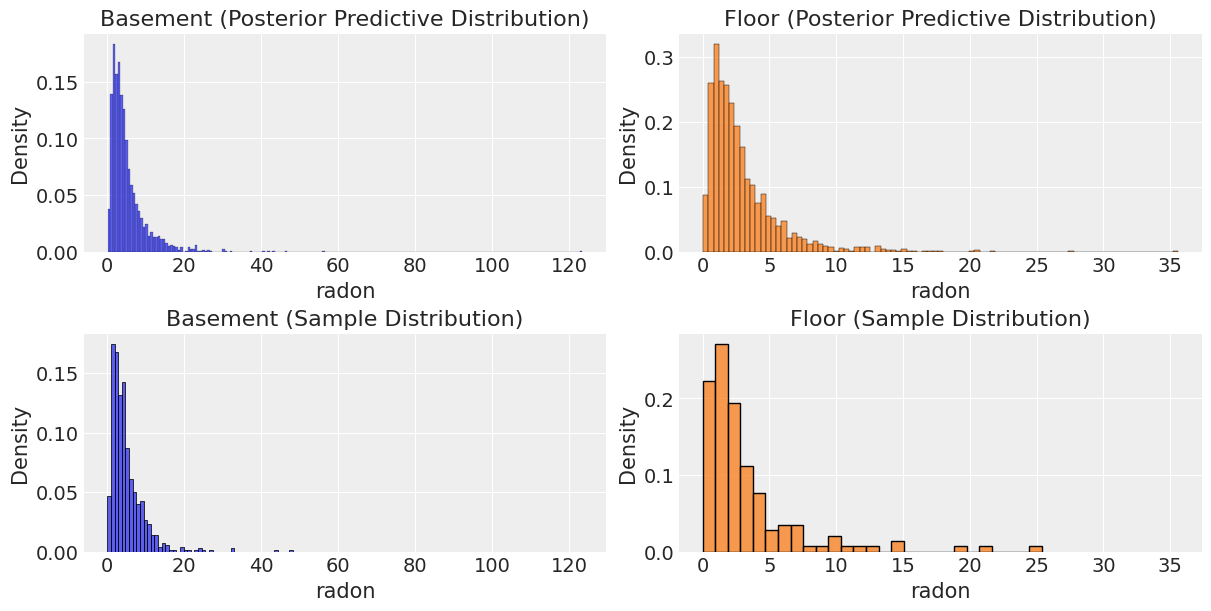 Basement (Posterior Predictive Distribution)
Density
0.15
0.10
0.05
0.00
0 20 40 60 80 100 120
radon
Floor (Posterior Predictive Distribution)
Density
0.3
0.2
0.1
0.0
0 5 10 15 20 25 30 35
radon
Basement (Sample Distribution)
Density
0.15
0.10
0.05
0.00
0 20 40 60 80 100 120
radon
Floor (Sample Distribution)
Density
0.2
0.1
0.0
0 5 10 15 20 25 30 35
radon